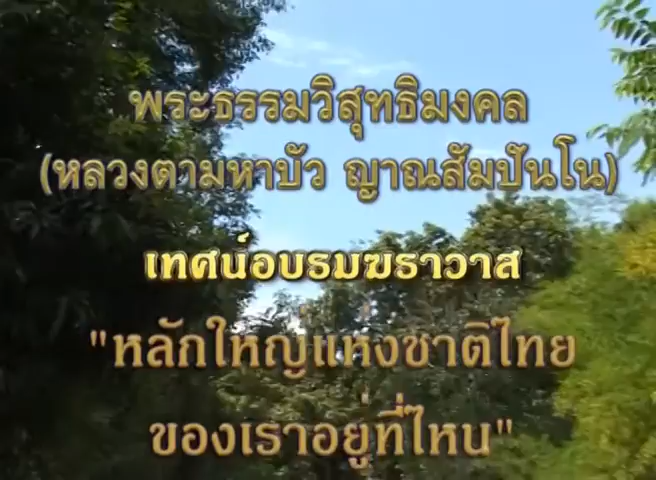 พระธรรมวิสุทธิมงคล
(หลวงตามหาบัว ญาณสัมปันโน)
เทศน์อบรมฆราวาส
"หลักใหญ่แห่งชาติไทย
ของเราอยู่ที่ไหน"